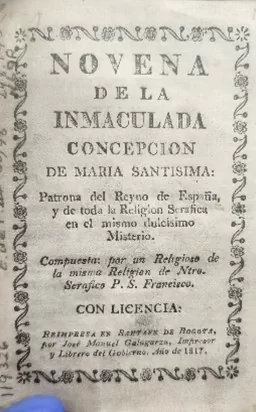 NOVENA
DE LA
INMACULADA
CONCEPCION
DE MARIA SANTISIMA:
Patrona del Reyno de España,
y de toda la Religion Serafica
en el mismo dulcisimo
Misterio.
Compuesta: por un Religioso de
la misma Religion de Ntro.
Serafico P. S. Francisco.
CON LICENCIA:
REIMPRESA EN SANTAFE DE BOGOTA,
por José Manuel Galagarza, Impresor
y Librero del Gobierno. Año de 1817.